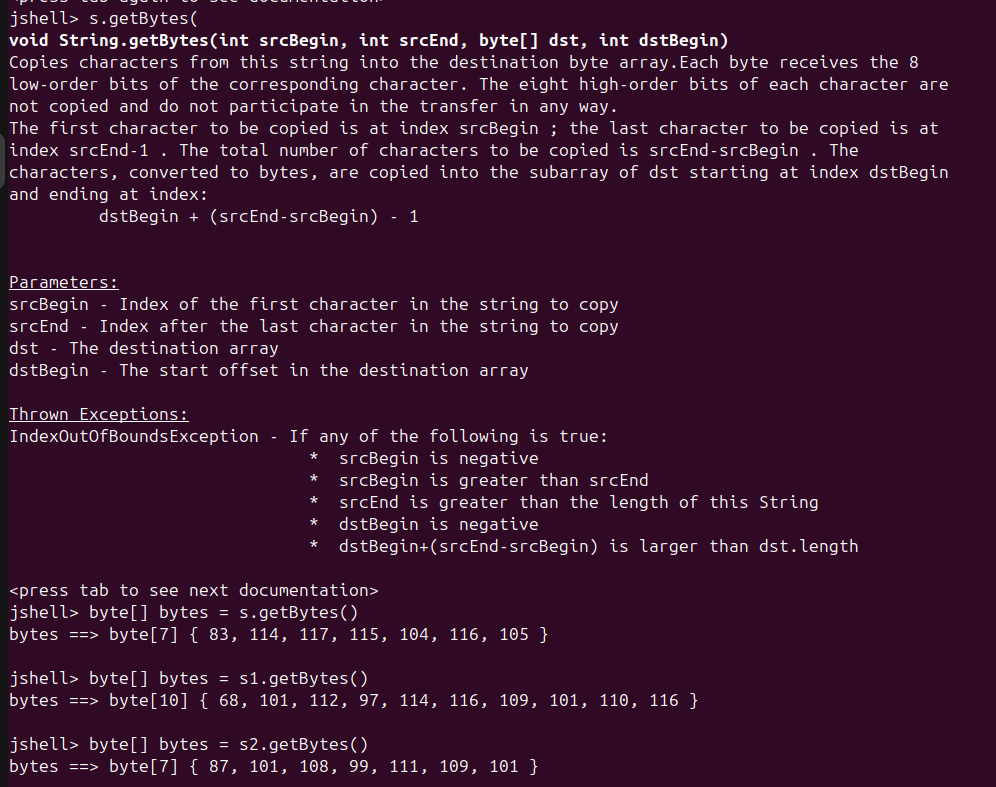 <press tab again to see documentation>
jshell> s.getBytes(
void String.getBytes(int srcBegin, int srcEnd, byte[] dst, int dstBegin)
Copies characters from this string into the destination byte array.Each byte receives the 8
low-order bits of the corresponding character. The eight high-order bits of each character are
not copied and do not participate in the transfer in any way.
The first character to be copied is at index srcBegin ; the last character to be copied is at
index srcEnd-1 . The total number of characters to be copied is srcEnd-srcBegin . The
characters, converted to bytes, are copied into the subarray of dst starting at index dstBegin
and ending at index:
dstBegin + (srcEnd-srcBegin) - 1
Parameters:
srcBegin - Index of the first character in the string to copy
srcEnd - Index after the last character in the string to copy
dst - The destination array
dstBegin - The start offset in the destination array
Thrown Exceptions:
IndexOutOfBoundsException - If any of the following is true:
* srcBegin is negative
* srcBegin is greater than srcEnd
* srcEnd is greater than the length of this String
* dstBegin is negative
* dstBegin+(srcEnd-srcBegin) is larger than dst.length
<press tab to see next documentation>
jshell> byte[] bytes = s.getBytes()
bytes ==> byte[7] { 83, 114, 117, 115, 104, 116, 105 }
jshell> byte[] bytes = s1.getBytes()
bytes ==> byte[10] { 68, 101, 112, 97, 114, 116, 109, 101, 110, 116 }
jshell> byte[] bytes = s2.getBytes()
bytes ==> byte[7] { 87, 101, 108, 99, 111, 109, 101 }